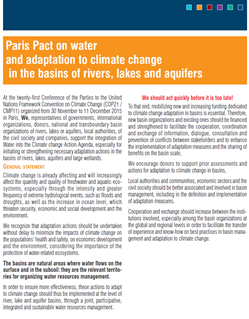 Paris Pact on water
and adaptation to climate change
in the basins of rivers, lakes and aquifers
At the twenty-first Conference of the Parties to the United
Nations Framework Convention on Climate Change (COP21 /
CMP11) organized from 30 November to 11 December 2015
in Paris, We, representatives of governments, international
organizations, donors, national and transboundary basin
organizations of rivers, lakes or aquifers, local authorities, of
the civil society and companies, support the integration of
Water into the Climate change Action Agenda, especially for
initiating or strengthening necessary adaptation actions in the
basins of rivers, lakes, aquifers and large wetlands.
GENERAL STATEMENT
Climate change is already affecting and will increasingly
affect the quantity and quality of freshwater and aquatic eco-
systems, especially through the intensity and greater
frequency of extreme hydrological events, such as floods and
droughts, as well as the increase in ocean level, which
threaten security, economic and social development and the
environment.
We recognize that adaptation actions should be undertaken
without delay to minimize the impacts of climate change on
the populations' health and safety, on economic development
and the environment, considering the importance of the
protection of water-related ecosystems.
The basins are natural areas where water flows on the
surface and in the subsoil: they are the relevant territo-
ries for organizing water resources management.
In order to ensure more effectiveness, these actions to adapt
to climate change should thus be implemented at the level of
river, lake and aquifer basins, through a joint, participative,
integrated and sustainable water resources management.
We should act quickly before it is too late!
To that end, mobilizing new and increasing funding dedicated
to climate change adaptation in basins is essential. Therefore,
new basin organizations and existing ones should be financed
and strengthened to facilitate the cooperation, coordination
and exchange of information, dialogue, consultation and
prevention of conflicts between stakeholders and to enhance
the implementation of adaptation measures and the sharing of
benefits on the basin scale.
We encourage donors to support prior assessments and
actions for adaptation to climate change in basins.
Local authorities and communities, economic sectors and the
civil society should be better associated and involved in basin
management, including in the definition and implementation
of adaptation measures.
Cooperation and exchange should increase between the insti-
tutions involved, especially among the basin organizations at
the global and regional levels in order to facilitate the transfer
of experience and know-how on best practices in basin mana-
gement and adaptation to climate change.